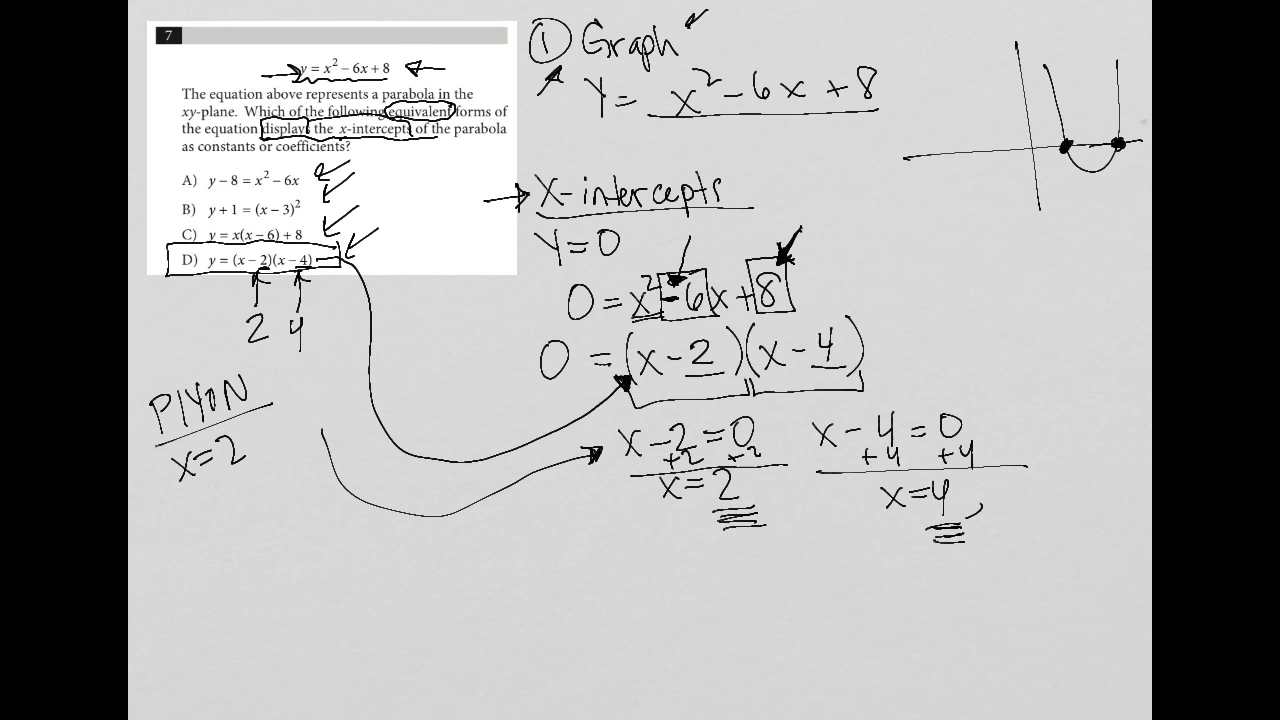 7
y = x² − 6x + 8
The equation above represents a parabola in the
xy-plane. Which of the following equivalent forms of
the equation displays the x-intercepts of the parabola
as constants or coefficients?
A) y − 8 = x² − 6x
B) y + 1 = (x − 3)²
C) y = x(x − 6) + 8
D) y = (x − 2)(x − 4)
2 4
PIYON
x=2
① Graph
Y= x² - 6x + 8
X-intercepts
Y=0
0 = x² - 6x + 8
0 = (x - 2)(x - 4)
x - 2 = 0
+2 +2
x = 2
x - 4 = 0
+4 +4
x = 4,